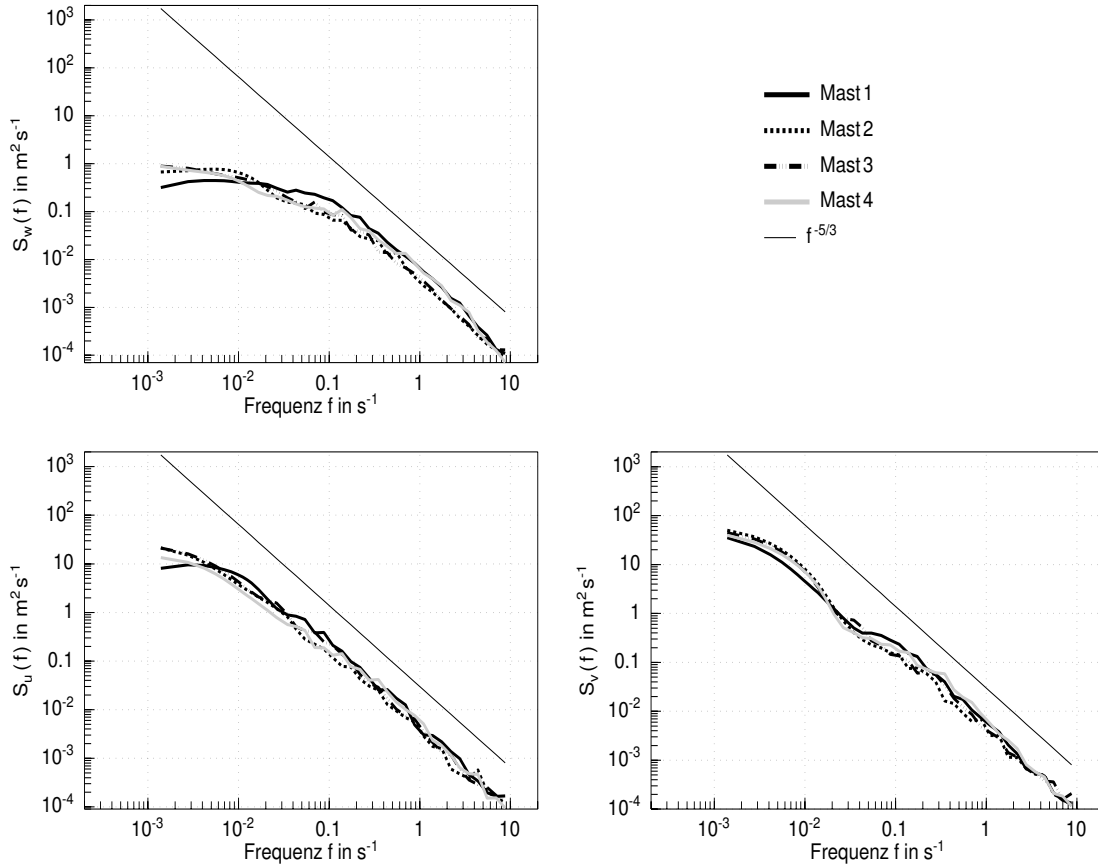 10³
10²
10
1
0.1
10⁻²
10⁻³
10⁻⁴
S_w(f) in m²s⁻¹
10⁻³ 10⁻² 0.1 1 10
Frequenz f in s⁻¹
Mast 1
Mast 2
Mast 3
Mast 4
f⁻⁵/³
10³
10²
10
1
0.1
10⁻²
10⁻³
10⁻⁴
S_u(f) in m²s⁻¹
10⁻³ 10⁻² 0.1 1 10
Frequenz f in s⁻¹
10³
10²
10
1
0.1
10⁻²
10⁻³
10⁻⁴
S_v(f) in m²s⁻¹
10⁻³ 10⁻² 0.1 1 10
Frequenz f in s⁻¹